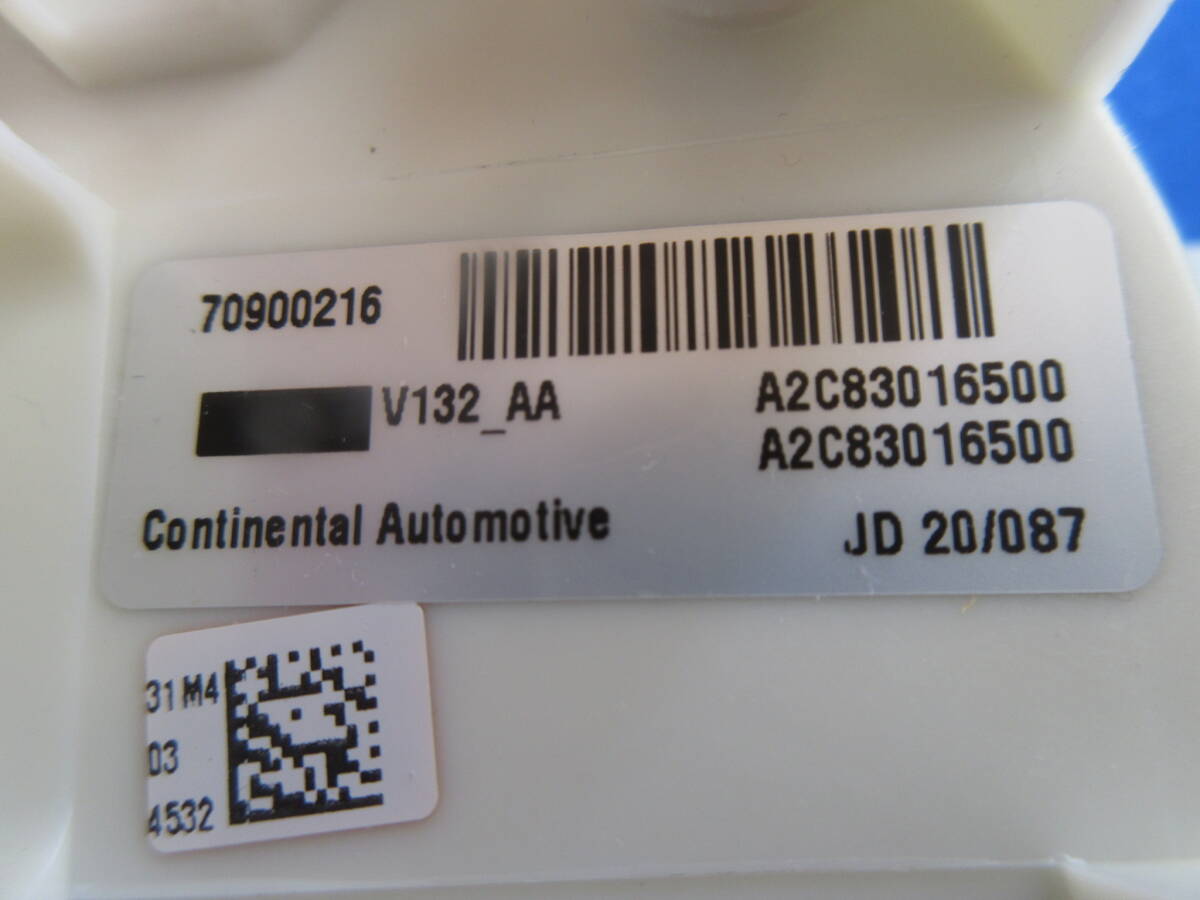 70900216
V132_AA
A2C83016500
A2C83016500
Continental Automotive
JD 20/087
31 M4
03
4532